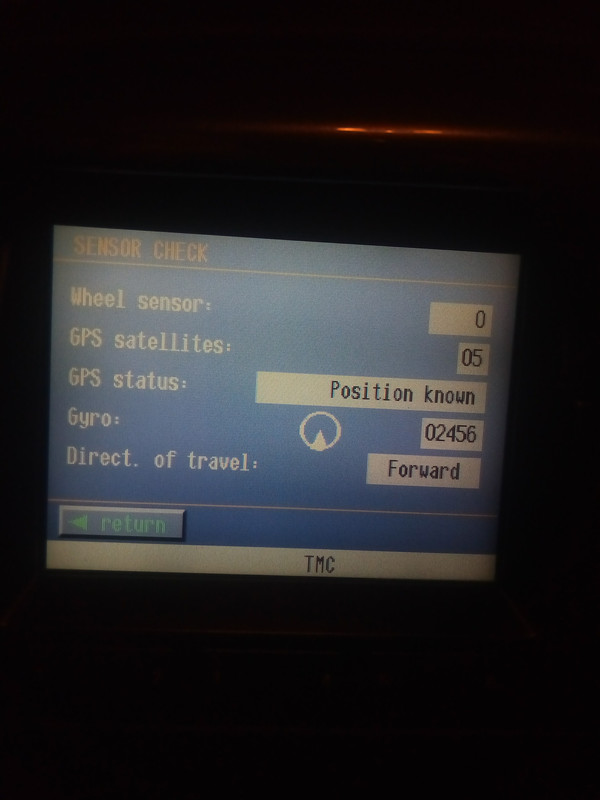 SENSOR CHECK
Wheel sensor: 0
GPS satellites: 05
GPS status: Position known
Gyro: 02456
Direct. of travel: Forward
return
TMC